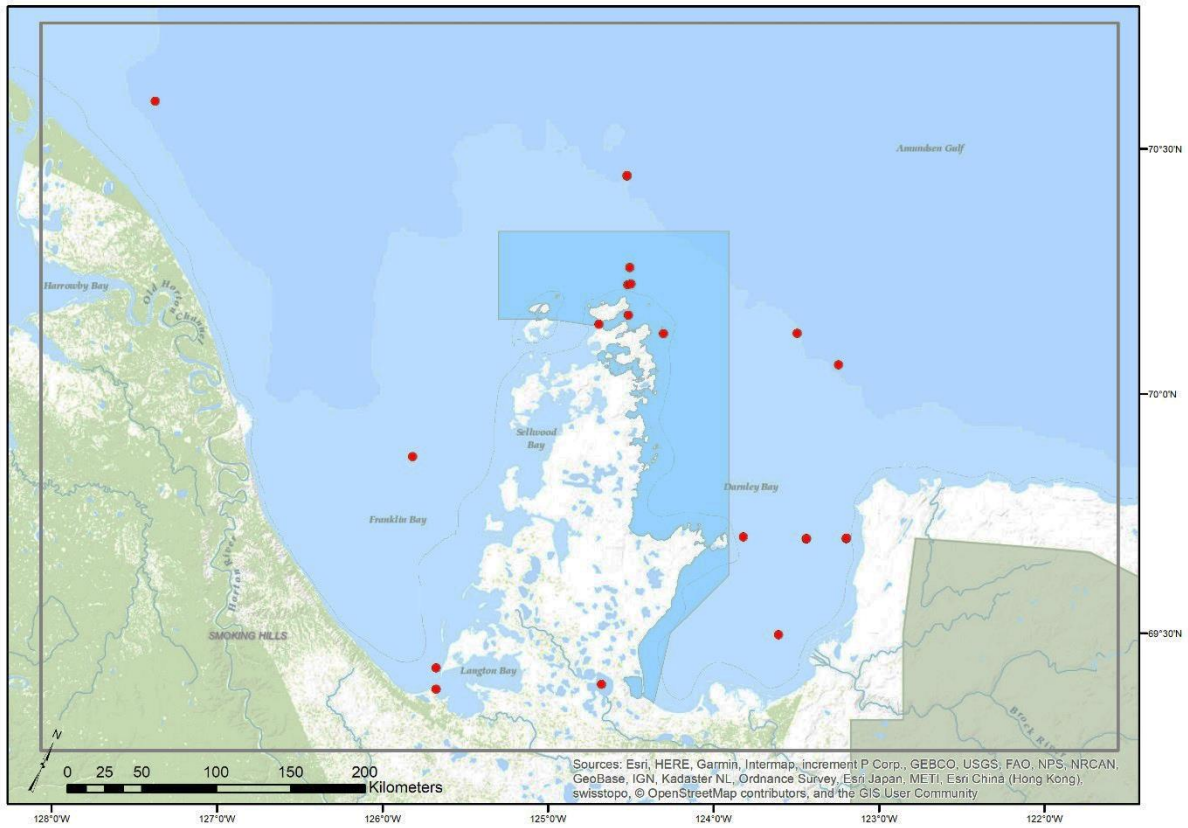 Amundsen Gulf
70°30'N
Harrowby Bay
Old Horton Channel
70°0'N
Sellwood
Bay
Darnley Bay
Franklin Bay
Horton River
SMOKING HILLS
69°30'N
Langton Bay
Brock River
N
0 25 50 100 150 200
Kilometers
Sources: Esri, HERE, Garmin, Intermap, increment P Corp., GEBCO, USGS, FAO, NPS, NRCAN,
GeoBase, IGN, Kadaster NL, Ordnance Survey, Esri Japan, METI, Esri China (Hong Kong),
swisstopo, © OpenStreetMap contributors, and the GIS User Community
128°0'W 127°0'W 126°0'W 125°0'W 124°0'W 123°0'W 122°0'W